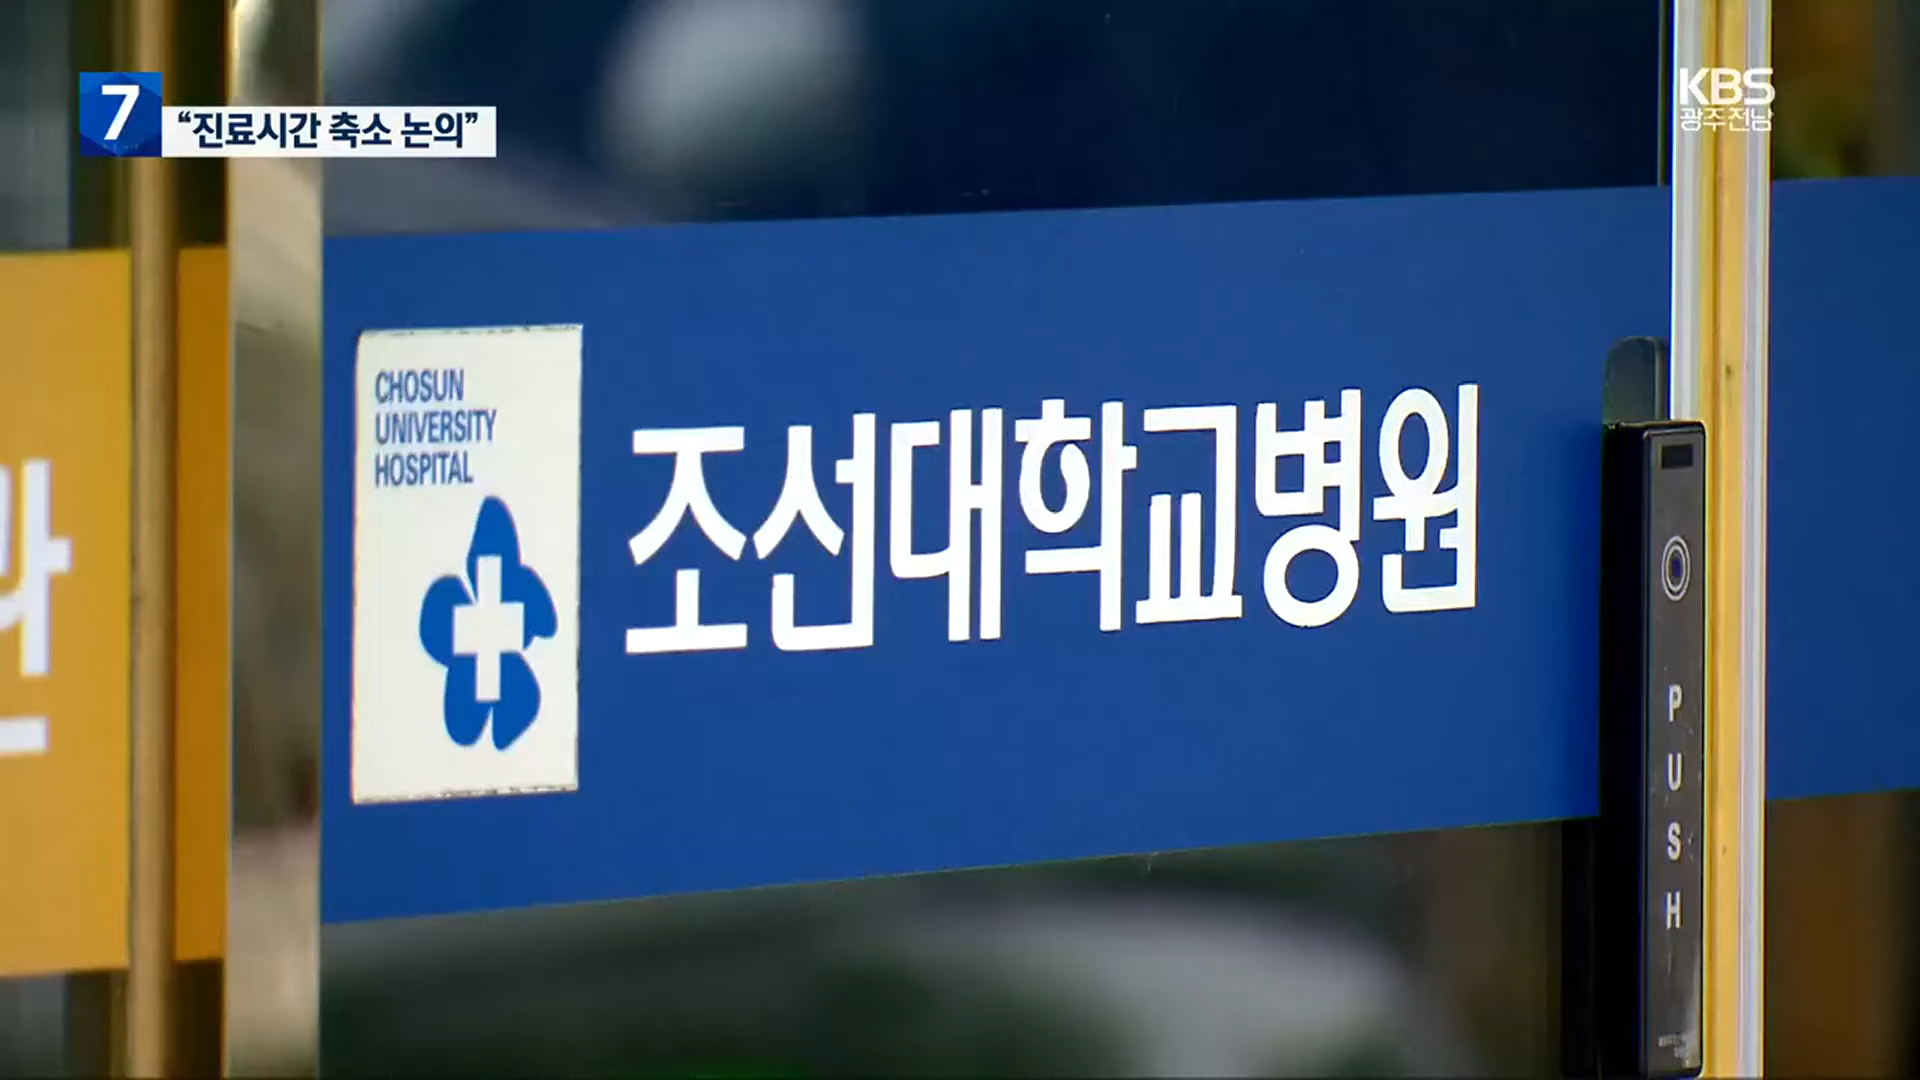 7
“진료시간 축소 논의”
KBS
광주전남
CHOSUN
UNIVERSITY
HOSPITAL
조선대학교병원
PUSH